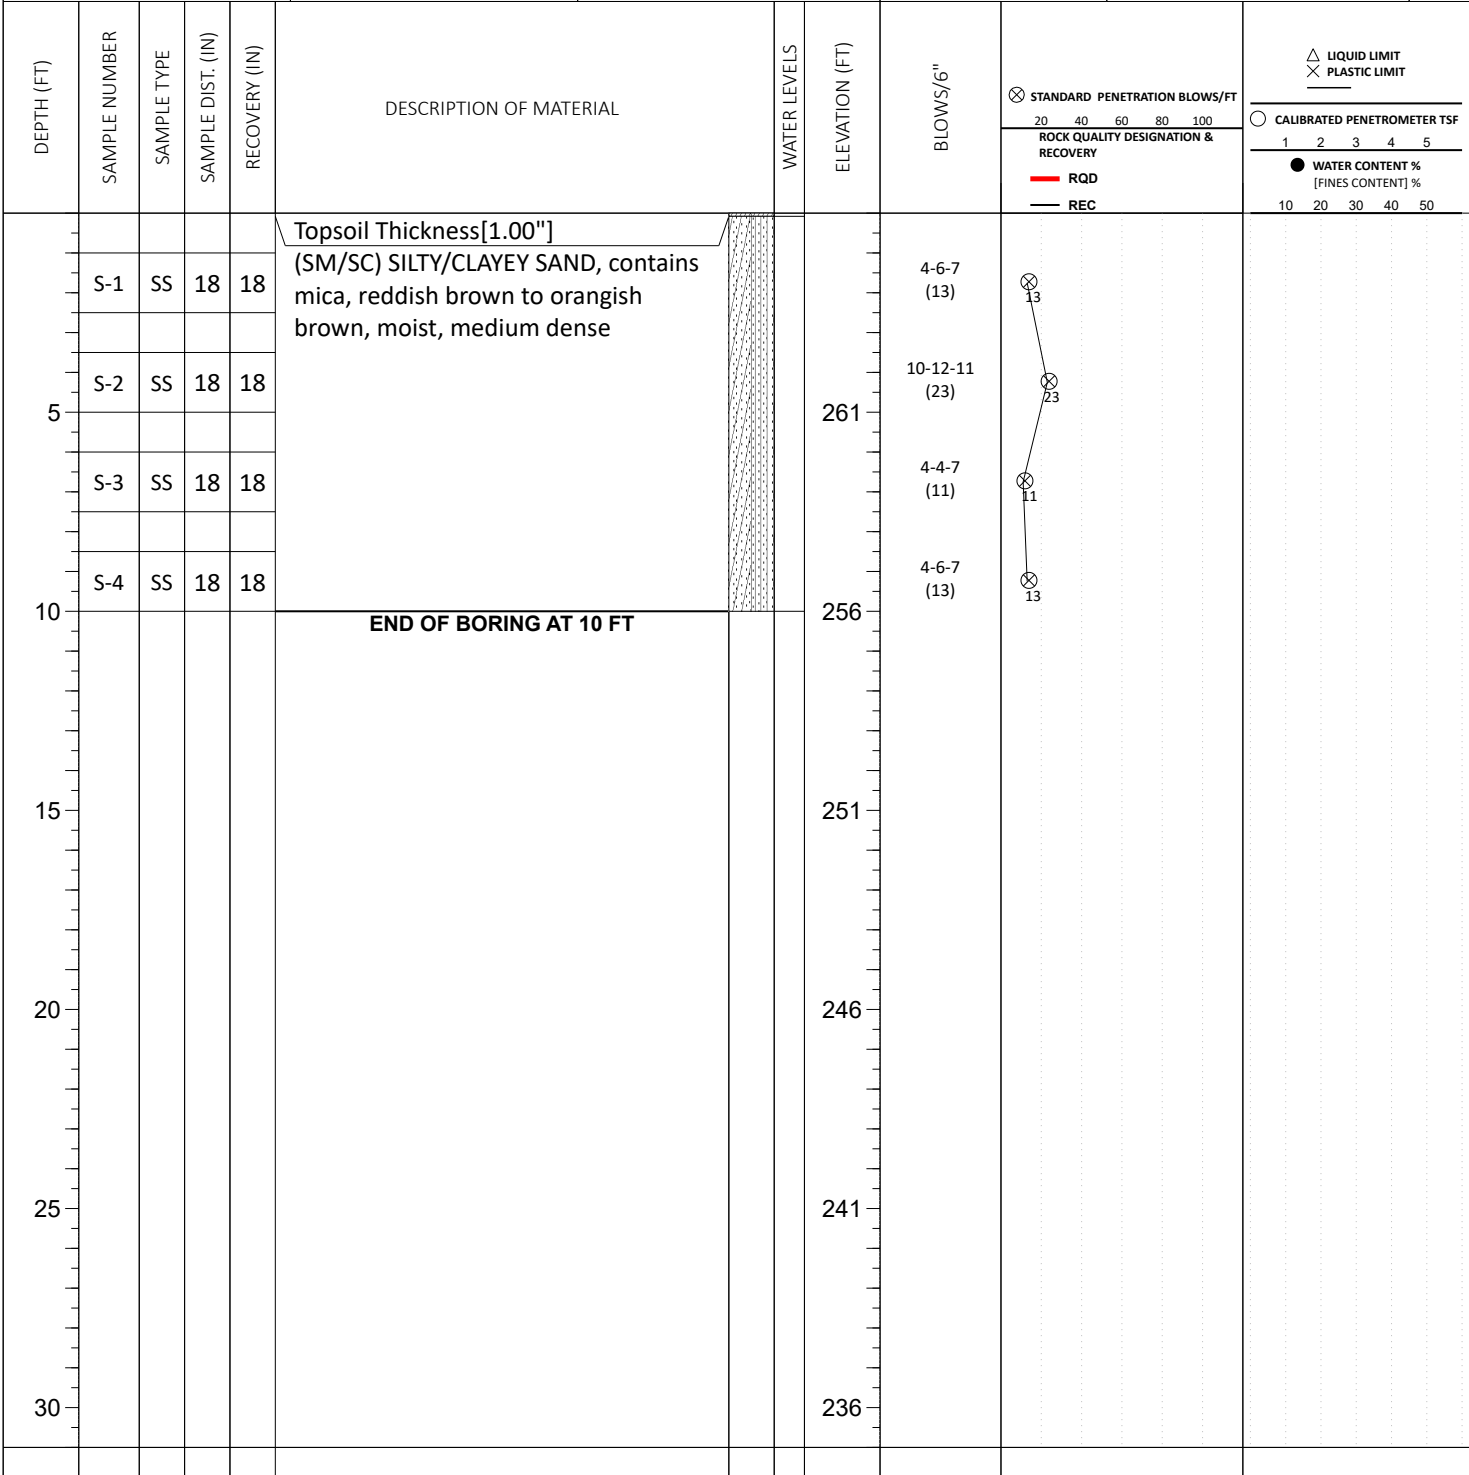 DEPTH (FT)
SAMPLE NUMBER
SAMPLE TYPE
SAMPLE DIST. (IN)
RECOVERY (IN)
DESCRIPTION OF MATERIAL
WATER LEVELS
ELEVATION (FT)
BLOWS/6"
STANDARD PENETRATION BLOWS/FT
20 40 60 80 100
ROCK QUALITY DESIGNATION &
RECOVERY
RQD
REC
LIQUID LIMIT
PLASTIC LIMIT
CALIBRATED PENETROMETER TSF
1 2 3 4 5
WATER CONTENT %
[FINES CONTENT] %
10 20 30 40 50
Topsoil Thickness[1.00"]
(SM/SC) SILTY/CLAYEY SAND, contains
mica, reddish brown to orangish
brown, moist, medium dense
S-1 SS 18 18
4-6-7
(13)
13
S-2 SS 18 18
10-12-11
(23)
23
5
261
S-3 SS 18 18
4-4-7
(11)
11
S-4 SS 18 18
4-6-7
(13)
13
10
256
END OF BORING AT 10 FT
15
251
20
246
25
241
30
236